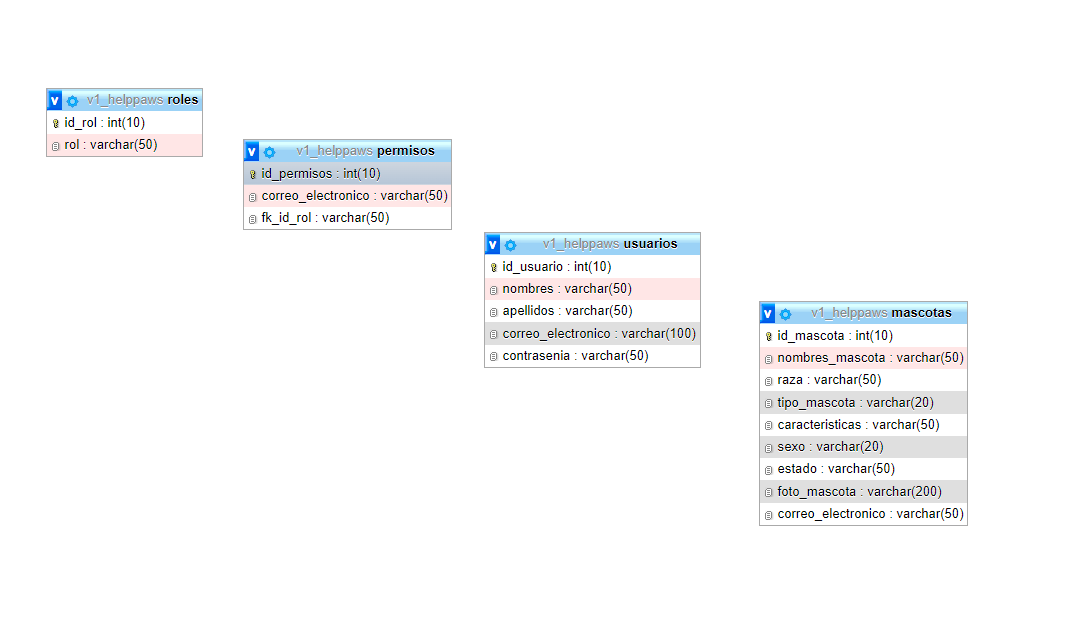 v1_helppaws roles
id_rol : int(10)
rol : varchar(50)
v1_helppaws permisos
id_permisos : int(10)
correo_electronico : varchar(50)
fk_id_rol : varchar(50)
v1_helppaws usuarios
id_usuario : int(10)
nombres : varchar(50)
apellidos : varchar(50)
correo_electronico : varchar(100)
contrasenia : varchar(50)
v1_helppaws mascotas
id_mascota : int(10)
nombres_mascota : varchar(50)
raza : varchar(50)
tipo_mascota : varchar(20)
caracteristicas : varchar(50)
sexo : varchar(20)
estado : varchar(50)
foto_mascota : varchar(200)
correo_electronico : varchar(50)